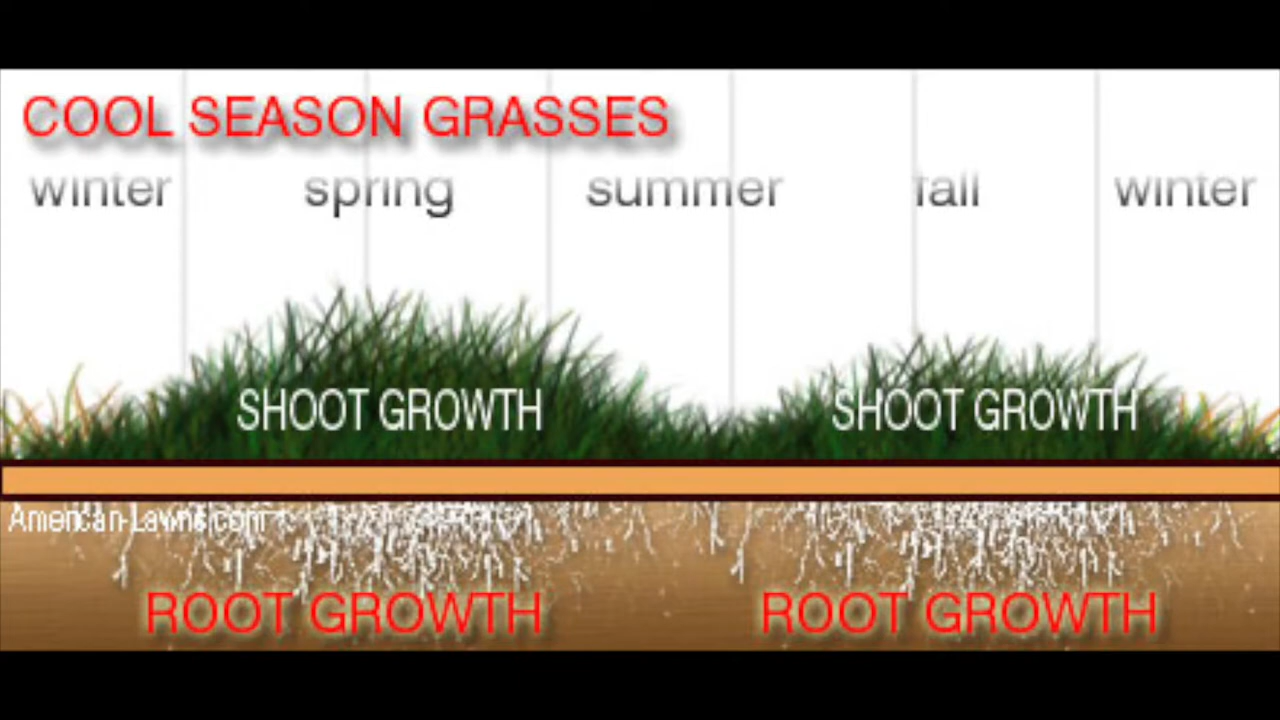 COOL SEASON GRASSES
winter spring summer fall winter
SHOOT GROWTH SHOOT GROWTH
American-Lawns.com
ROOT GROWTH ROOT GROWTH